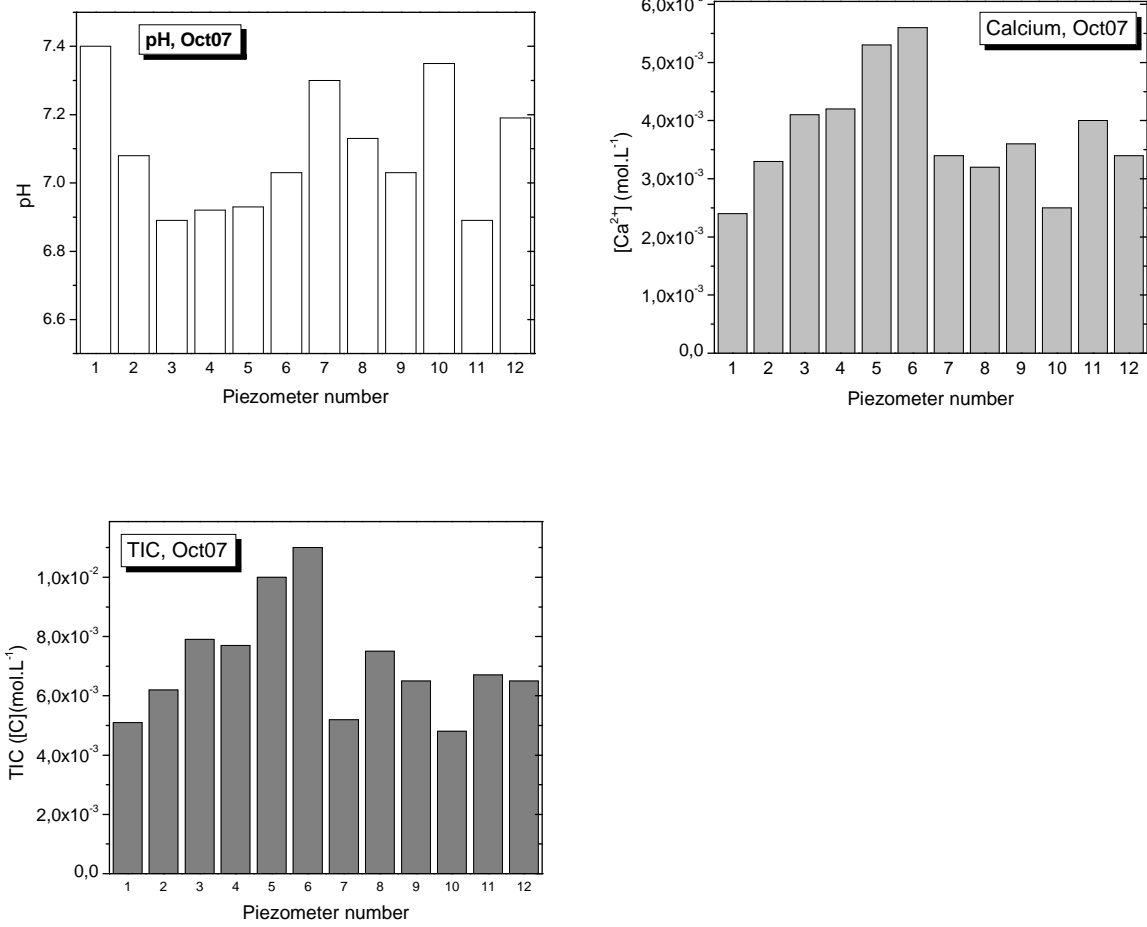 pH, Oct07
7.4
7.2
7.0
6.8
6.6
pH
1 2 3 4 5 6 7 8 9 10 11 12
Piezometer number
Calcium, Oct07
5,0x10⁻³
4,0x10⁻³
3,0x10⁻³
2,0x10⁻³
1,0x10⁻³
0,0
[Ca²⁺] (mol.L⁻¹)
1 2 3 4 5 6 7 8 9 10 11 12
Piezometer number
TIC, Oct07
1,0x10⁻²
8,0x10⁻³
6,0x10⁻³
4,0x10⁻³
2,0x10⁻³
0,0
TIC ([C](mol.L⁻¹)
1 2 3 4 5 6 7 8 9 10 11 12
Piezometer number